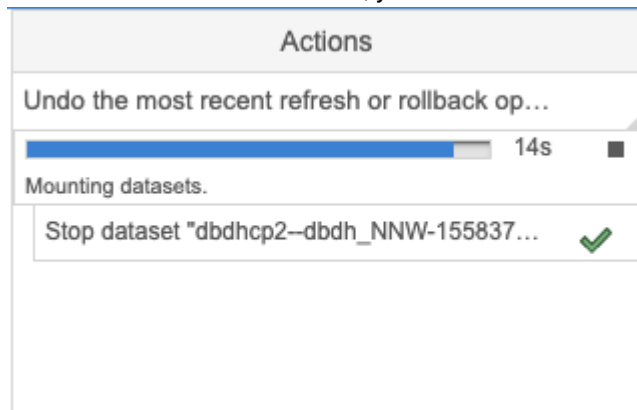 Actions
Undo the most recent refresh or rollback op…
14s
Mounting datasets.
Stop dataset "dbdhcp2--dbdh_NNW-155837…